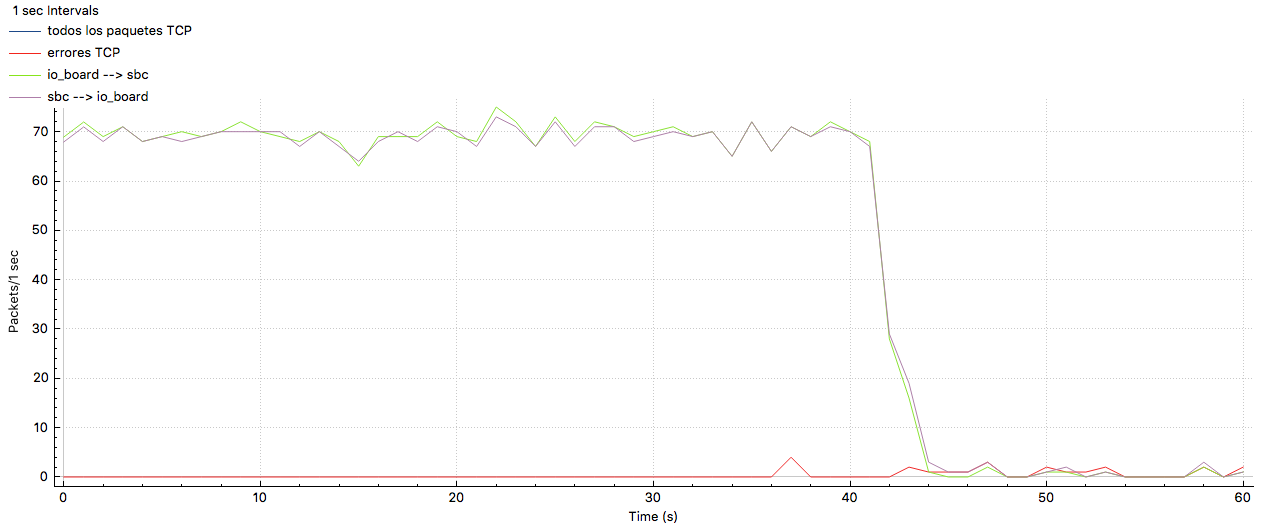 1 sec Intervals
todos los paquetes TCP
errores TCP
io_board --> sbc
sbc --> io_board
70
60
50
40
30
20
10
0
Packets/1 sec
0 10 20 30 40 50 60
Time (s)